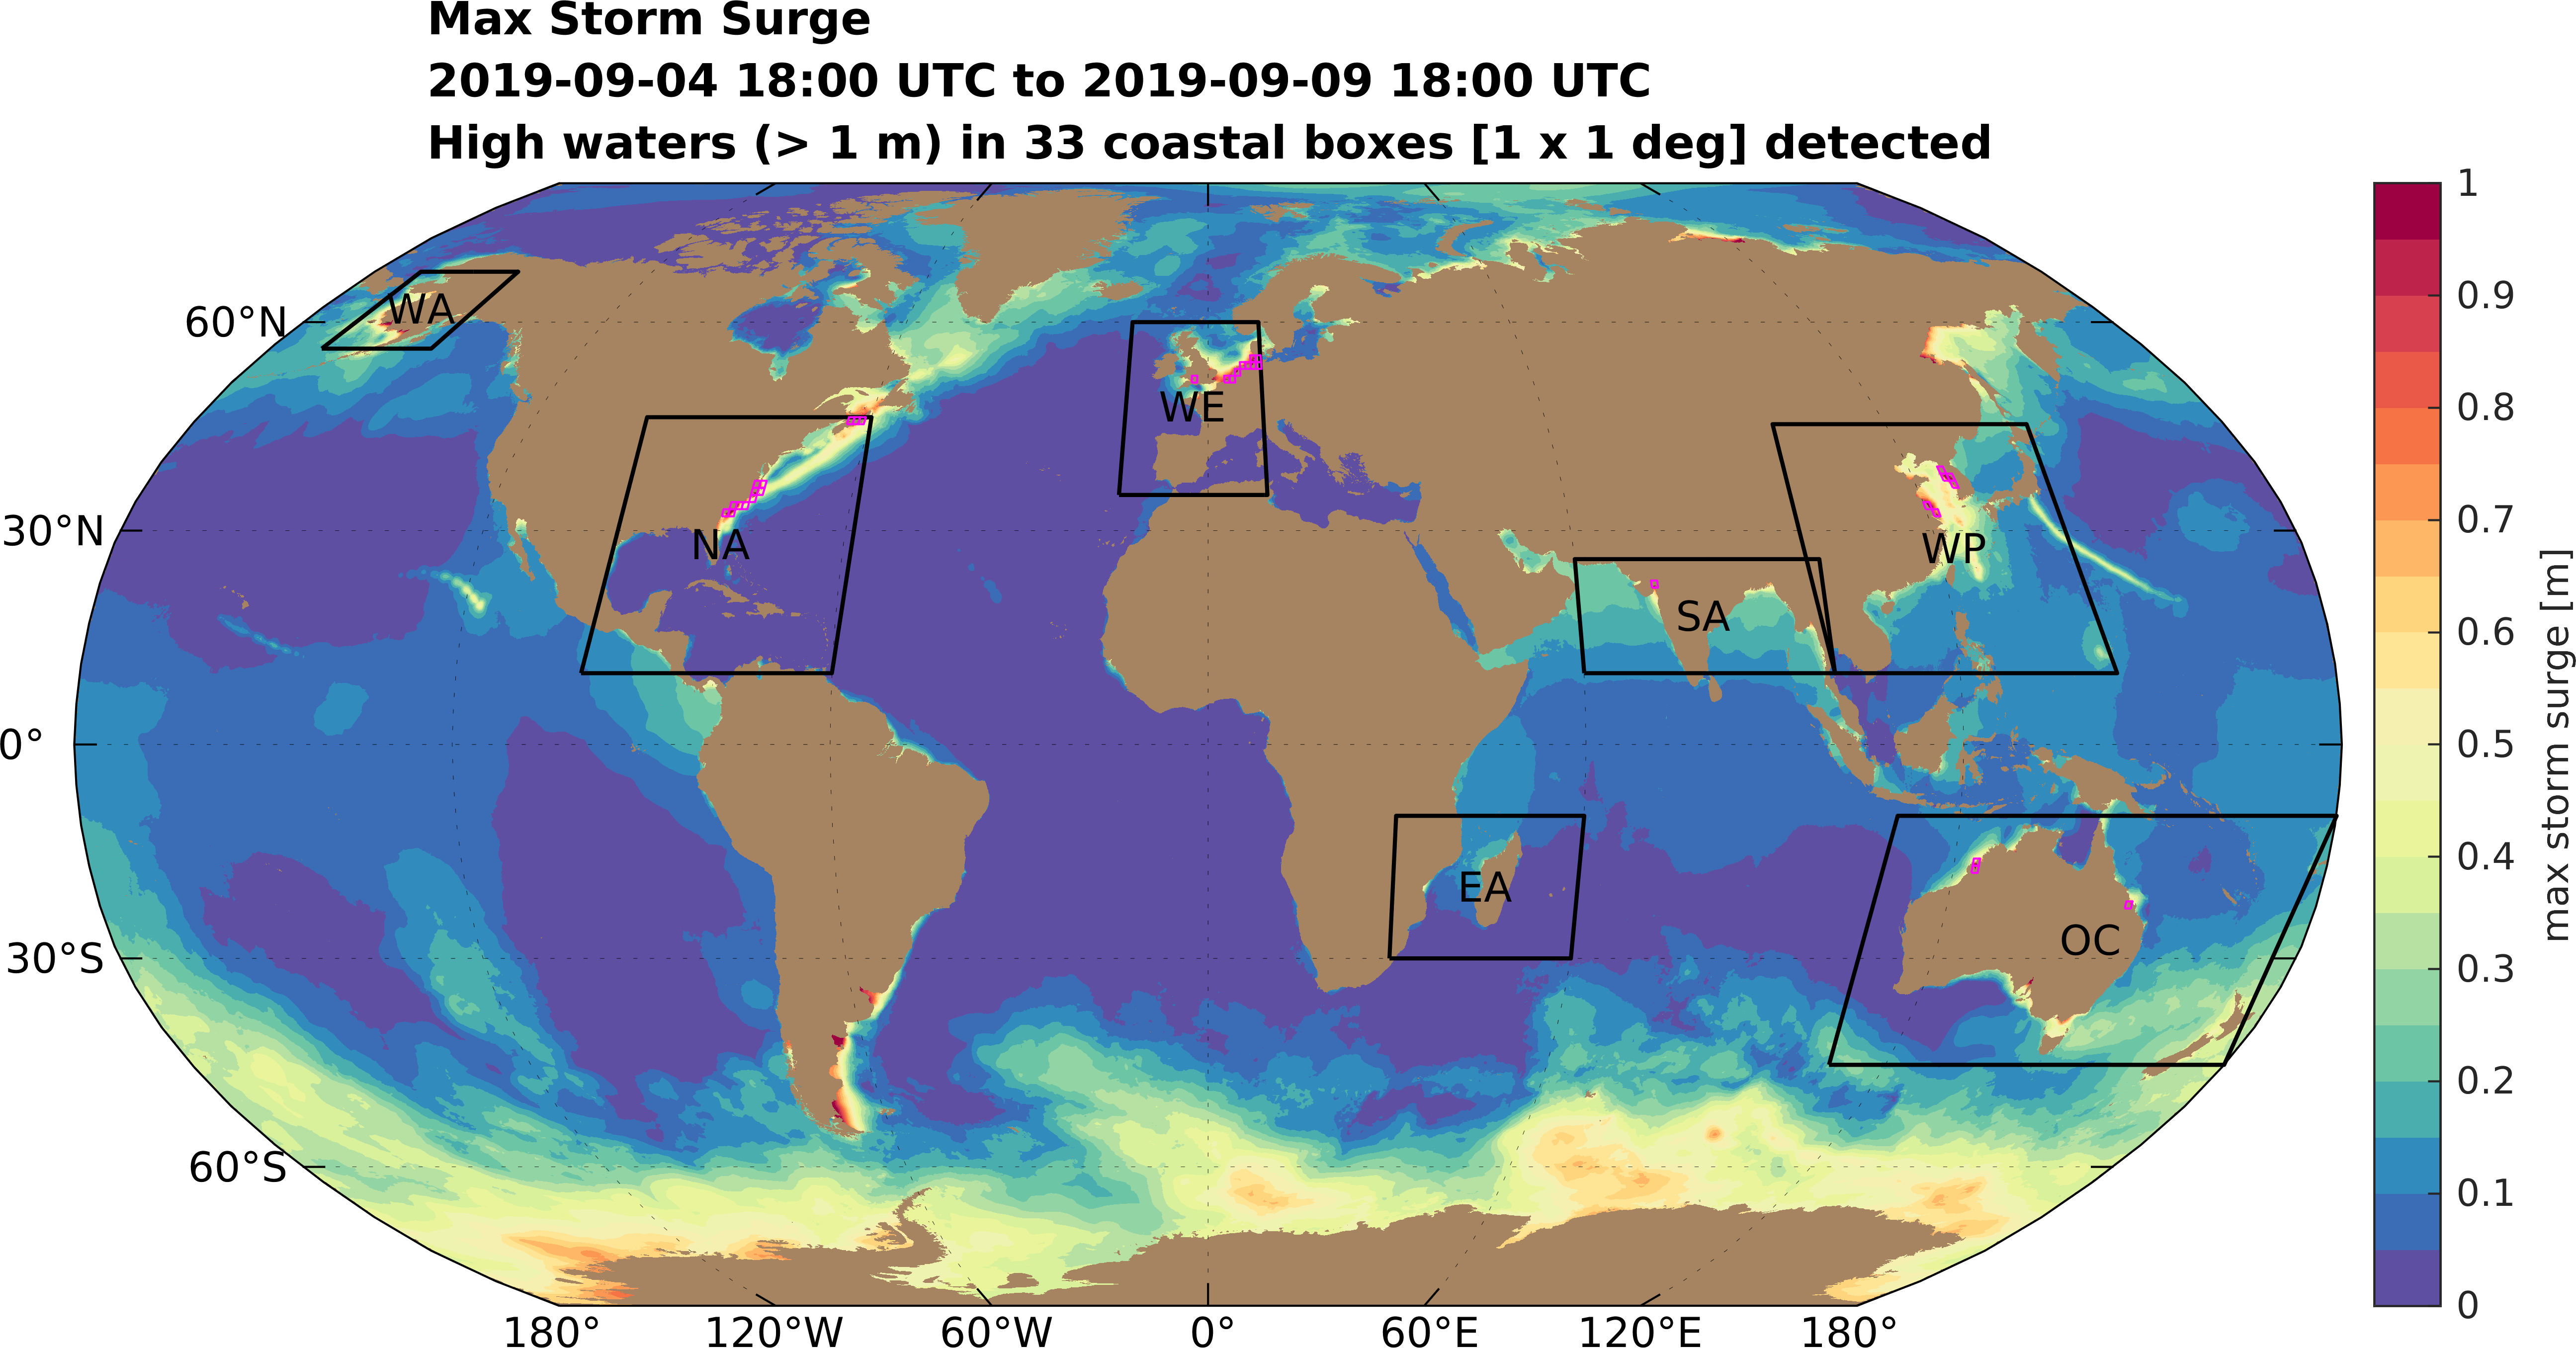 Max Storm Surge
2019-09-04 18:00 UTC to 2019-09-09 18:00 UTC
High waters (> 1 m) in 33 coastal boxes [1 x 1 deg] detected
60°N
30°N
0°
30°S
60°S
WA
NA
WE
SA
WP
EA
OC
180°
120°W
60°W
0°
60°E
120°E
180°
1
0.9
0.8
0.7
0.6
0.5
0.4
0.3
0.2
0.1
0
max storm surge [m]